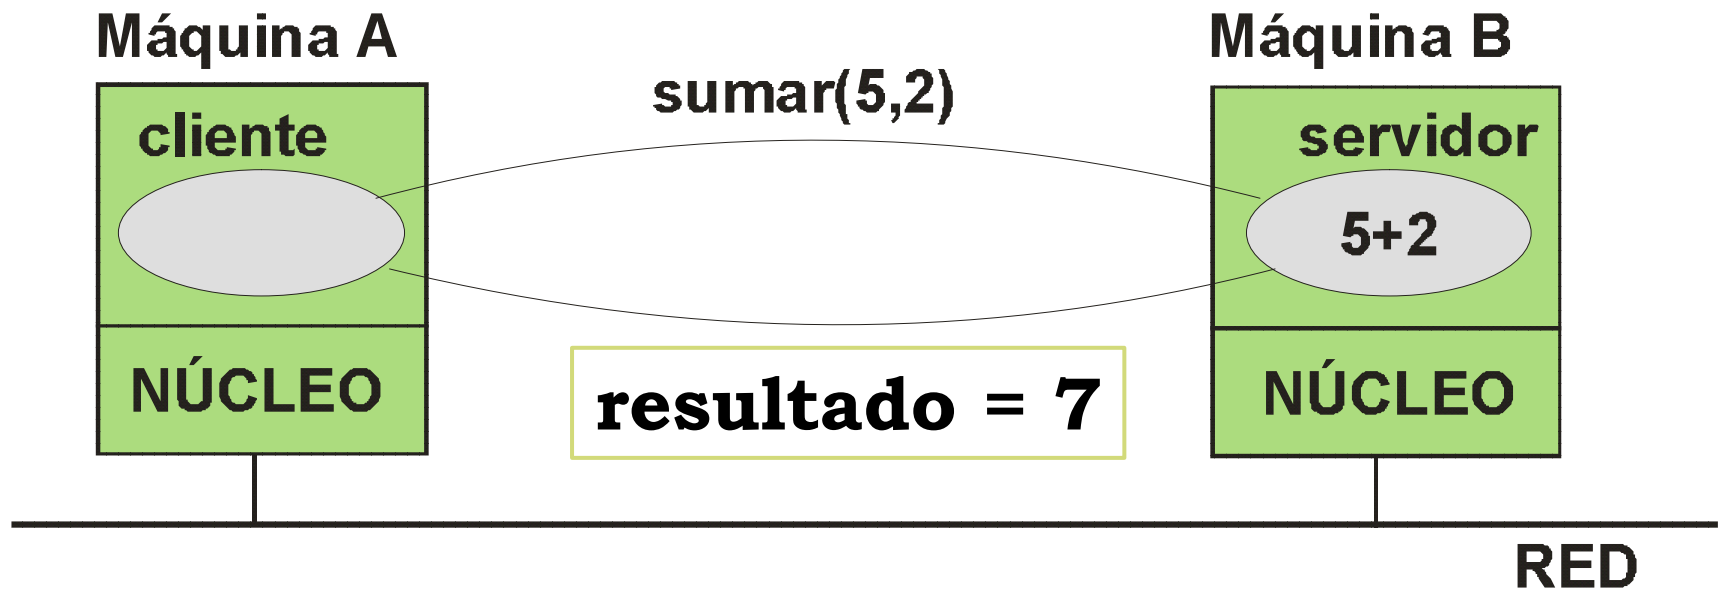 Máquina A
Máquina B
sumar(5,2)
cliente
servidor
5+2
resultado = 7
NÚCLEO
NÚCLEO
RED